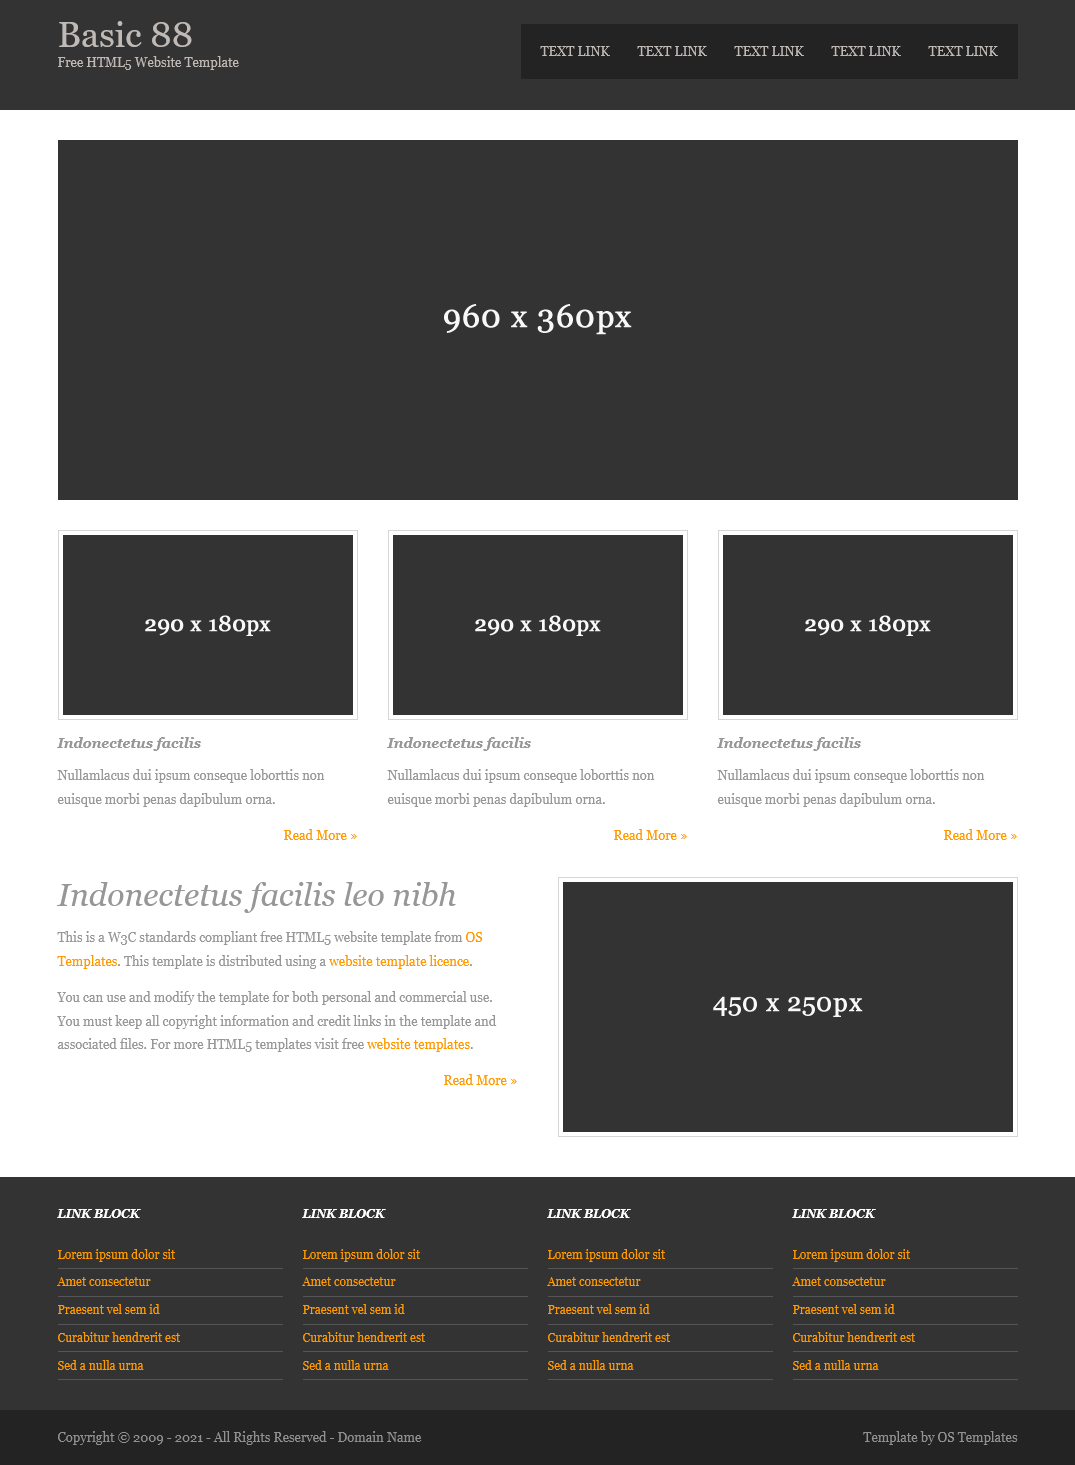 Basic 88
Free HTML5 Website Template
TEXT LINK TEXT LINK TEXT LINK TEXT LINK TEXT LINK
960 x 360px
290 x 180px
Indonectetus facilis
Nullamlacus dui ipsum conseque loborttis non
euisque morbi penas dapibulum orna.
Read More »
290 x 180px
Indonectetus facilis
Nullamlacus dui ipsum conseque loborttis non
euisque morbi penas dapibulum orna.
Read More »
290 x 180px
Indonectetus facilis
Nullamlacus dui ipsum conseque loborttis non
euisque morbi penas dapibulum orna.
Read More »
Indonectetus facilis leo nibh
This is a W3C standards compliant free HTML5 website template from OS
Templates. This template is distributed using a website template licence.
You can use and modify the template for both personal and commercial use.
You must keep all copyright information and credit links in the template and
associated files. For more HTML5 templates visit free website templates.
Read More »
450 x 250px
LINK BLOCK
Lorem ipsum dolor sit
Amet consectetur
Praesent vel sem id
Curabitur hendrerit est
Sed a nulla urna
LINK BLOCK
Lorem ipsum dolor sit
Amet consectetur
Praesent vel sem id
Curabitur hendrerit est
Sed a nulla urna
LINK BLOCK
Lorem ipsum dolor sit
Amet consectetur
Praesent vel sem id
Curabitur hendrerit est
Sed a nulla urna
LINK BLOCK
Lorem ipsum dolor sit
Amet consectetur
Praesent vel sem id
Curabitur hendrerit est
Sed a nulla urna
Copyright © 2009 - 2021 - All Rights Reserved - Domain Name
Template by OS Templates